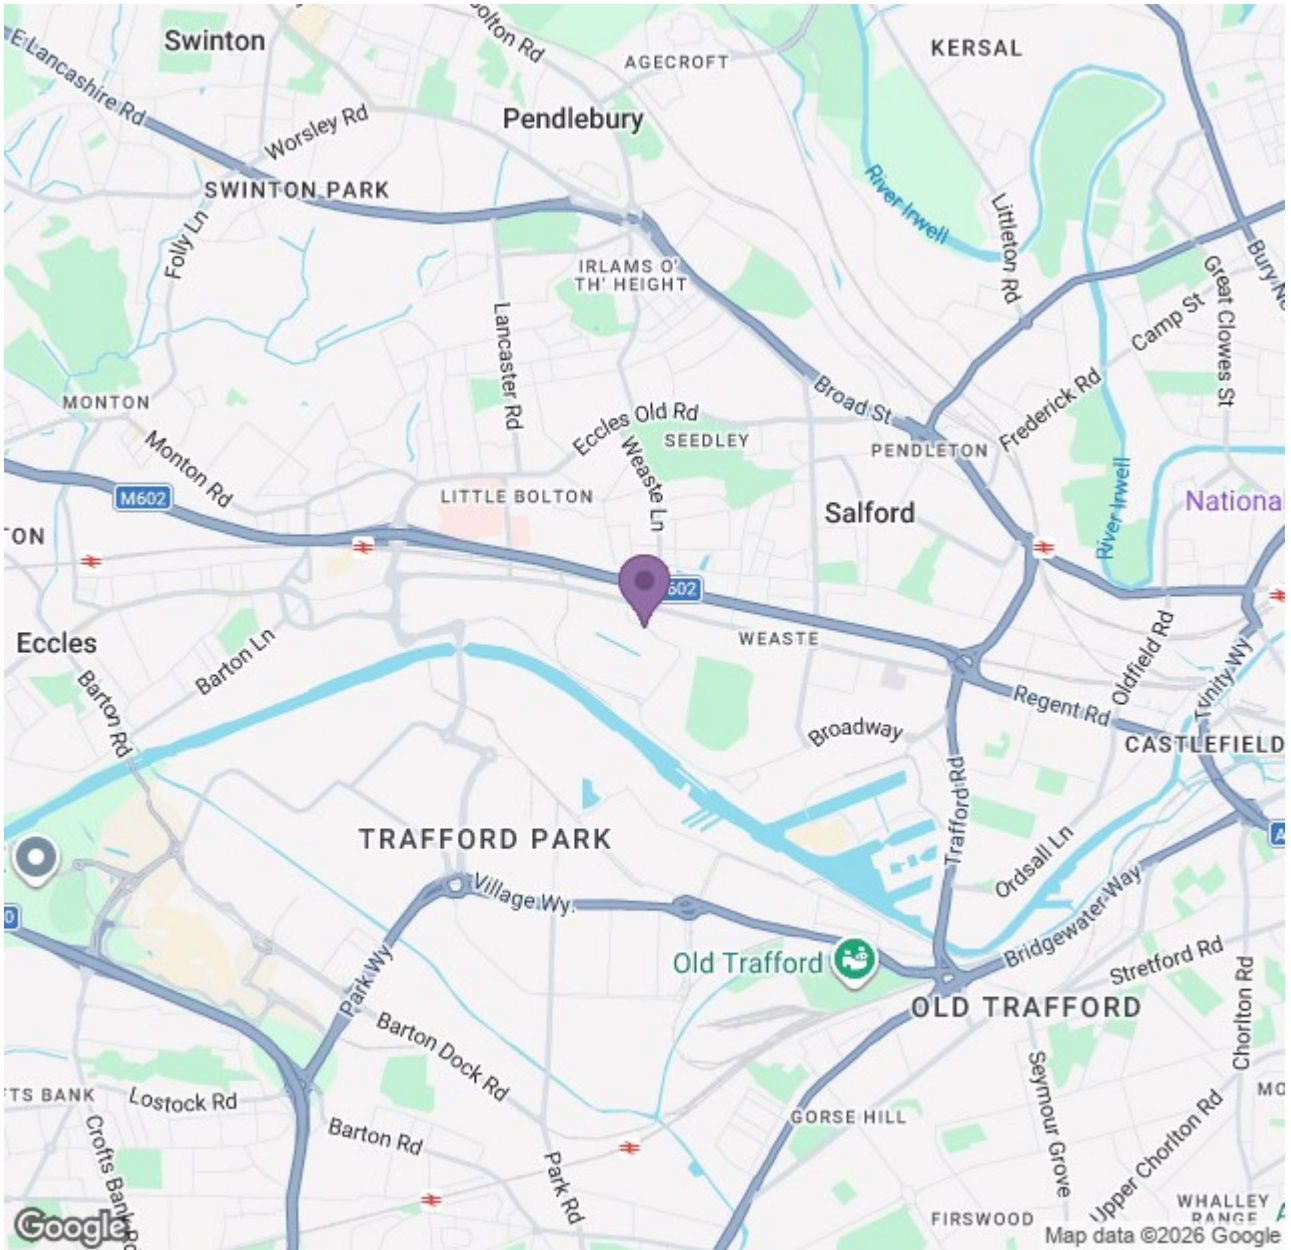 Swinton
Bolton Rd
AGECROFT
KERSAL
E Lancashire Rd
Pendlebury
Worsley Rd
SWINTON PARK
River Irwell
Littleton Rd
Folly Ln
IRLAMS O'
TH' HEIGHT
Great Clowes St
Camp St
Lancaster Rd
Broad St
Frederick Rd
MONTON
Eccles Old Rd
SEEDLEY
PENDLETON
Monton Rd
Weaste Ln
M602
LITTLE BOLTON
Salford
River Irwell
National
TON
602
Eccles
Barton Ln
WEASTE
Oldfield Rd
Trinity Wy
Barton Rd
Regent Rd
Broadway
CASTLEFIELD
Trafford Rd
TRAFFORD PARK
Ordsall Ln
A
Village Wy.
0
Bridgewater Way
Park Wy
Old Trafford
Stretford Rd
OLD TRAFFORD
Chorlton Rd
Barton Dock Rd
FTS BANK
Lostock Rd
Seymour Grove
MO
Barton Rd
GORSE HILL
Crofts Bank Rd
Park Rd
Upper Chorlton Rd
WHALLEY
RANGE
FIRSWOOD
Google
Map data ©2026 Google